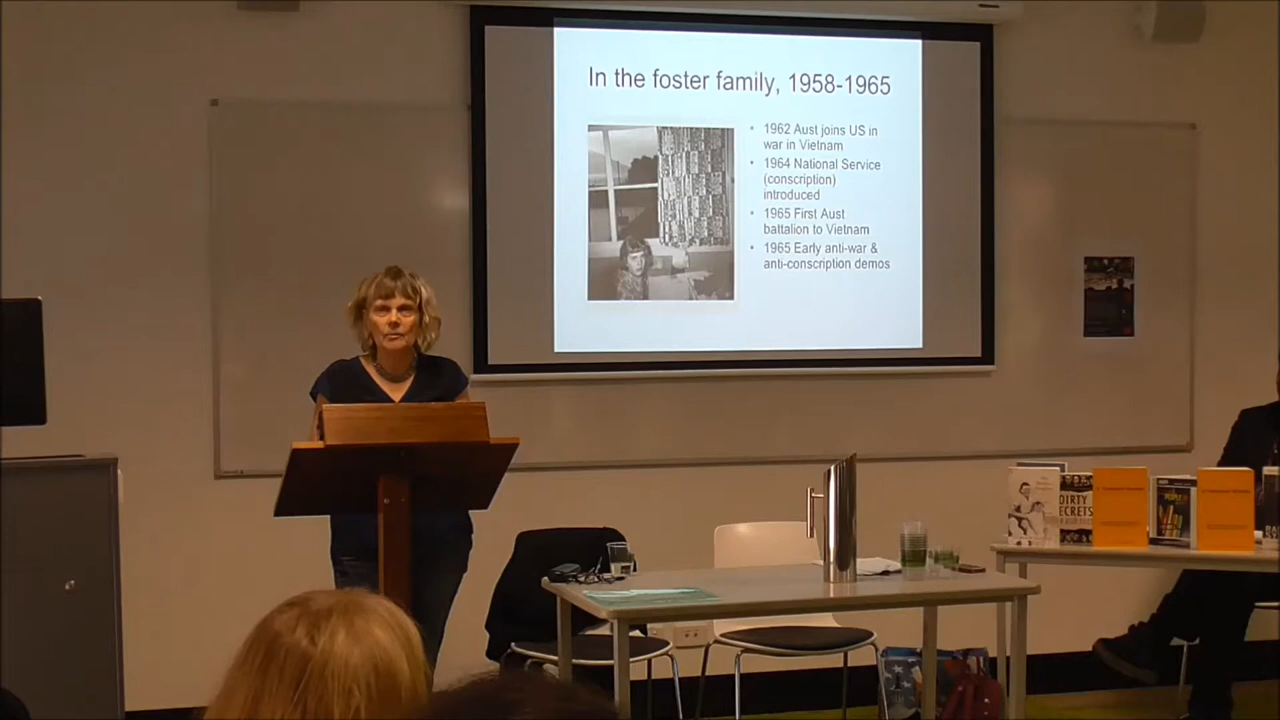 In the foster family, 1958-1965
• 1962 Aust joins US in
war in Vietnam
• 1964 National Service
(conscription)
introduced
• 1965 First Aust
battalion to Vietnam
• 1965 Early anti-war &
anti-conscription demos
DIRTY
SECRETS